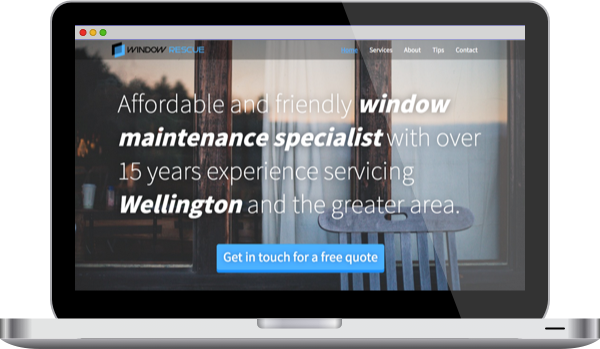 WINDOW RESCUE
Home Services About Tips Contact
Affordable and friendly window
maintenance specialist with over
15 years experience servicing
Wellington and the greater area.
Get in touch for a free quote